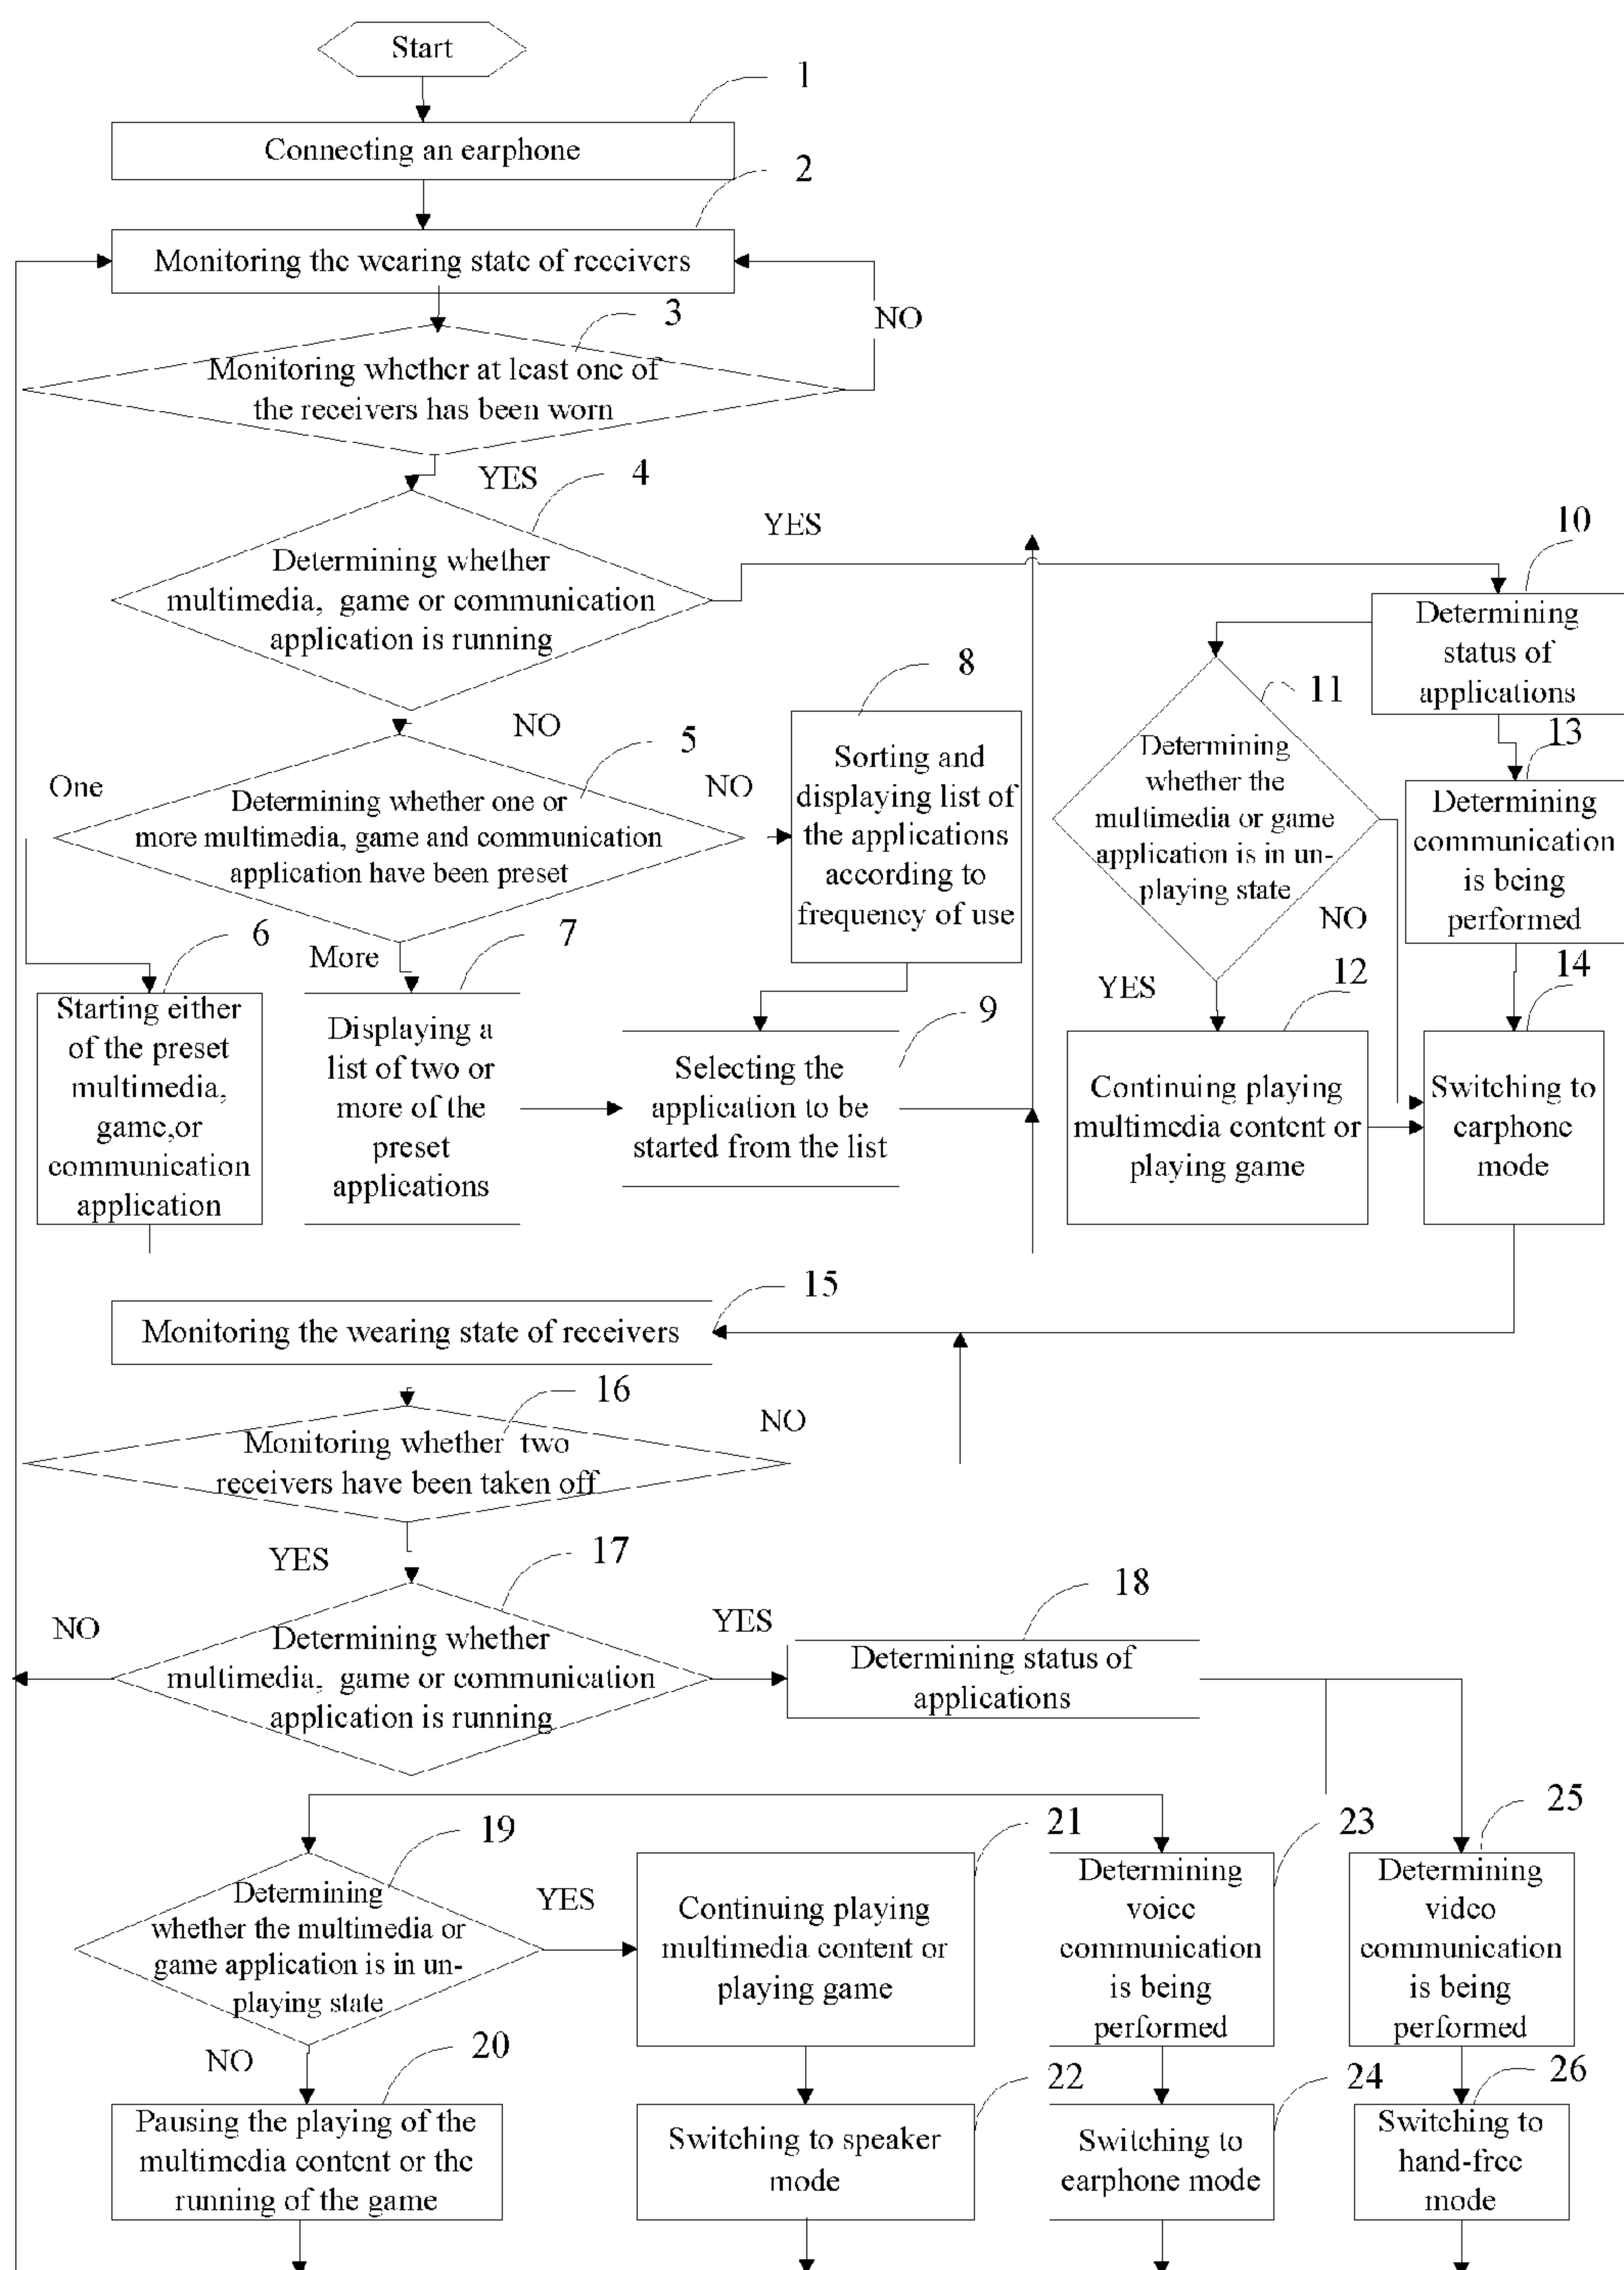 Start
1
Connecting an earphone
2
Monitoring the wearing state of receivers
NO
3
Monitoring whether at least one of
the receivers has been worn
YES
4
Determining whether
multimedia, game or communication
application is running
YES
NO
5
Determining whether one or
more multimedia, game and communication
application have been preset
One
More
NO
6
Starting either
of the preset
multimedia,
game,or
communication
application
7
Displaying a
list of two or
more of the
preset
applications
8
Sorting and
displaying list of
the applications
according to
frequency of use
9
Selecting the
application to be
started from the list
10
Determining
status of
applications
11
Determining
whether the
multimedia or game
application is in un-
playing state
NO
YES
12
Continuing playing
multimedia content or
playing game
13
Determining
communication
is being
performed
14
Switching to
earphone
mode
15
Monitoring the wearing state of receivers
16
Monitoring whether two
receivers have been taken off
NO
YES
17
Determining whether
multimedia, game or communication
application is running
NO
YES
18
Determining status of
applications
19
Determining
whether the multimedia or
game application is in un-
playing state
YES
NO
20
Pausing the playing of the
multimedia content or the
running of the game
21
Continuing playing
multimedia content or
playing game
22
Switching to speaker
mode
23
Determining
voice
communication
is being
performed
24
Switching to
earphone mode
25
Determining
video
communication
is being
performed
26
Switching to
hand-free
mode